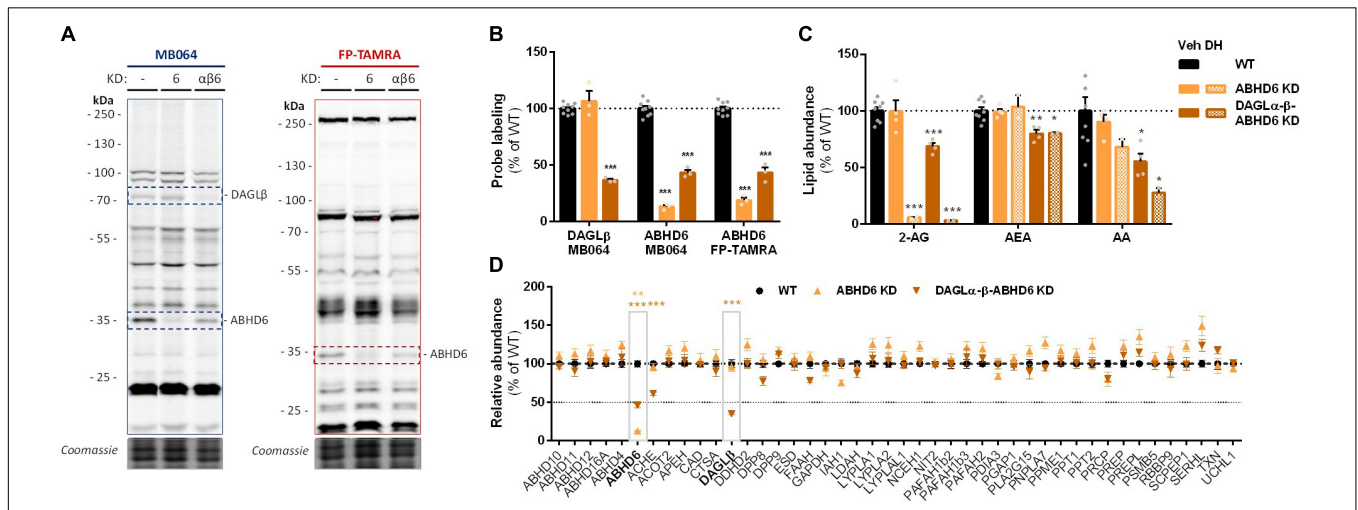 A
MB064
KD: - 6 αβ6
kDa
- 250 -
- 130 -
- 100 -
- 70 -
- 55 -
- 35 -
- 25 -
- DAGLβ
- ABHD6
Coomassie
FP-TAMRA
KD: - 6 αβ6
kDa
- 250 -
130 -
100 -
- 70 -
- 55 -
- 35 -
- 25 -
- ABHD6
Coomassie
B
Probe labeling
(% of WT)
150
100
50
0
***
***
***
***
***
DAGLβ
MB064
ABHD6
MB064
ABHD6
FP-TAMRA
C
Lipid abundance
(% of WT)
150
100
50
0
***
***
***
**
*
*
*
2-AG
AEA
AA
Veh DH
WT
ABHD6 KD
DAGLα-β-
ABHD6 KD
D
WT
ABHD6 KD
DAGLα-β-ABHD6 KD
Relative abundance
(% of WT)
200
150
100
50
0
**
***
***
***
ABHD10
ABHD11
ABHD12
ABHD16A
ABHD4
ABHD6
ACHE
ACOT2
APEH
CAD
CTSA
DAGLβ
DDHD2
DPP8
DPP9
ESD
FAAH
GAPDH
IAH1
LDAH
LYPLA1
LYPLA2
LYPLAL1
NCEH1
NIT2
PAFAH1b2
PAFAH1b3
PAFAH2
PDIA3
PGAP1
PLA2G15
PNPLA7
PPME1
PPT1
PPT2
PRCP
PREP
PREPL
PSMB5
RBBP9
SCPEP1
SERHL
TXN
UCHL1